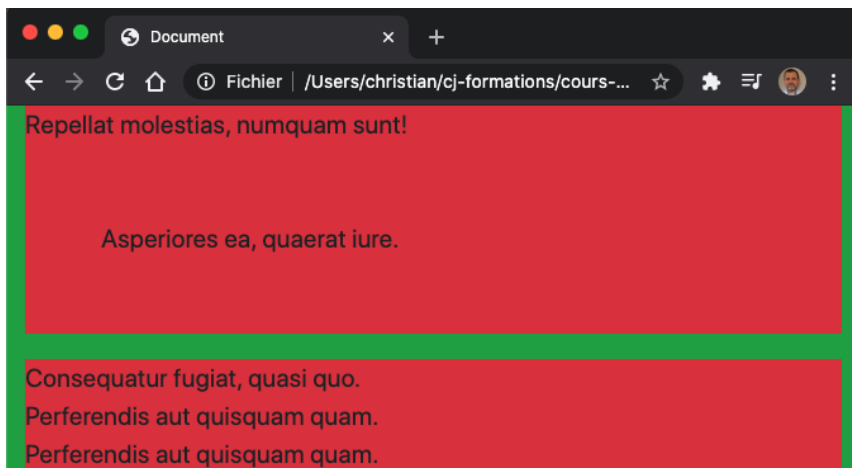 Document
Fichier /Users/christian/cj-formations/cours-...
Repellat molestias, numquam sunt!
Asperiores ea, quaerat iure.
Consequatur fugiat, quasi quo.
Perferendis aut quisquam quam.
Perferendis aut quisquam quam.